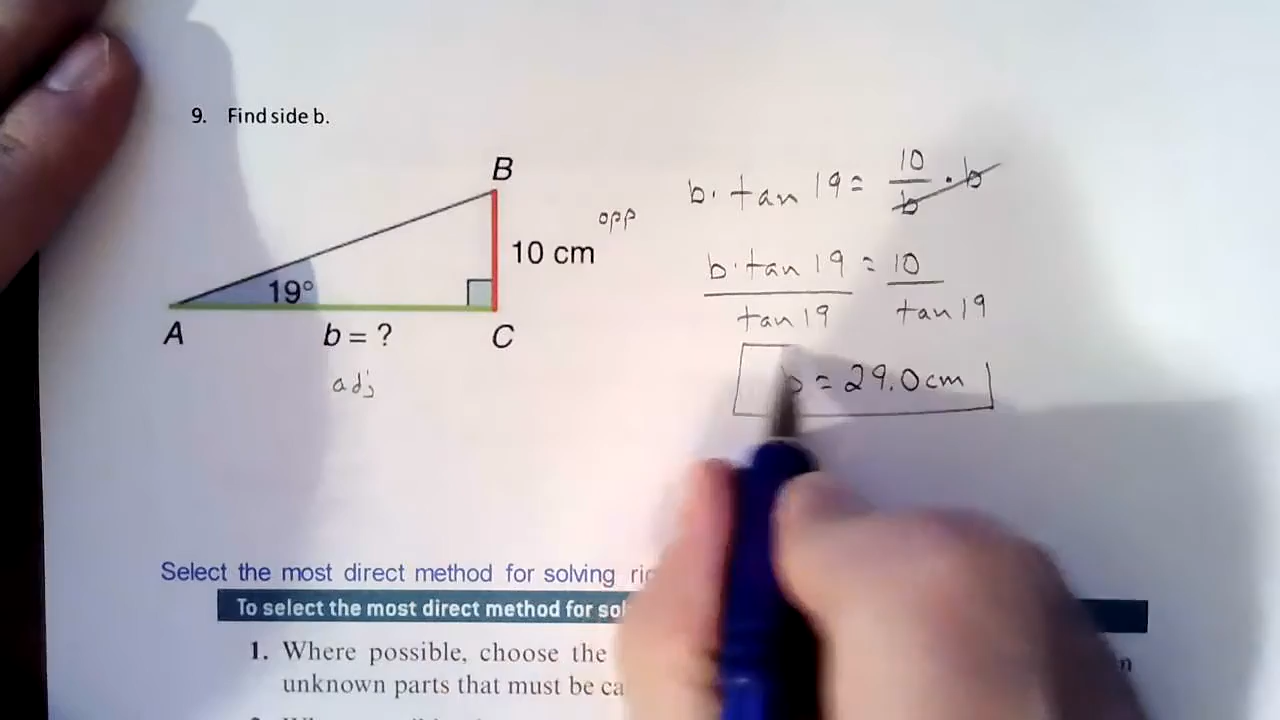 9. Find side b.
B
opp
10 cm
19°
A
b = ?
C
adj
b· tan 19 = 10/b · b
b·tan 19 = 10
tan 19 tan 19
b = 29.0 cm
Select the most direct method for solving
To select the most direct method for
1. Where possible, choose the
unknown parts that must be